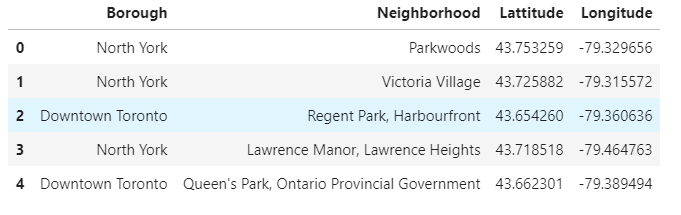 Borough Neighborhood Lattitude Longitude
0 North York Parkwoods 43.753259 -79.329656
1 North York Victoria Village 43.725882 -79.315572
2 Downtown Toronto Regent Park, Harbourfront 43.654260 -79.360636
3 North York Lawrence Manor, Lawrence Heights 43.718518 -79.464763
4 Downtown Toronto Queen's Park, Ontario Provincial Government 43.662301 -79.389494